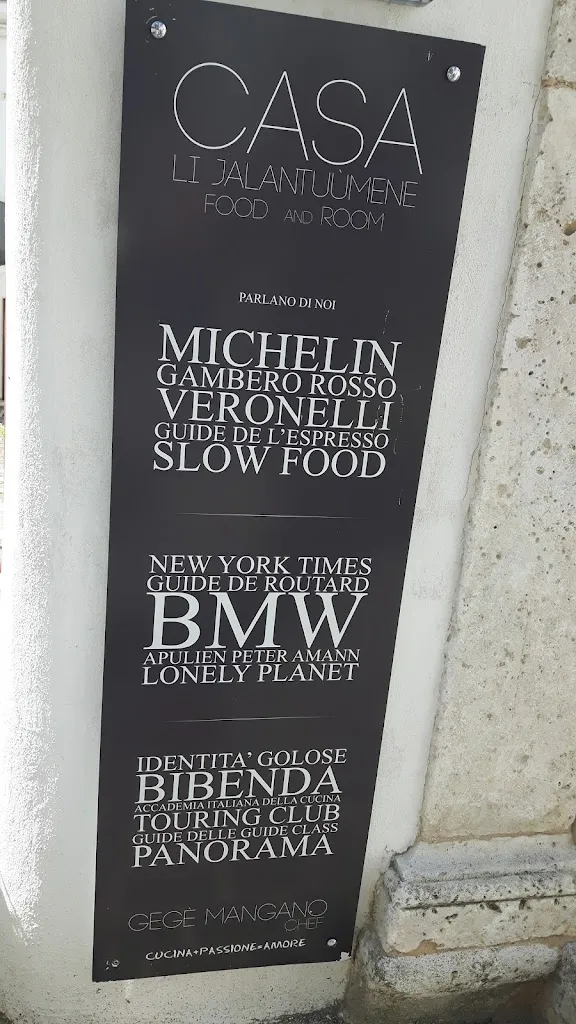 CASA
LI JALANTUÙMENE
FOOD AND ROOM
PARLANO DI NOI
MICHELIN
GAMBERO ROSSO
VERONELLI
GUIDE DE L'ESPRESSO
SLOW FOOD
NEW YORK TIMES
GUIDE DE ROUTARD
BMW
APULIEN PETER AMANN
LONELY PLANET
IDENTITA' GOLOSE
BIBENDA
ACCADEMIA ITALIANA DELLA CUCINA
TOURING CLUB
GUIDE DELLE GUIDE CLASS
PANORAMA
GEGÈ MANGANO
CHEF
CUCINA+PASSIONE=AMORE